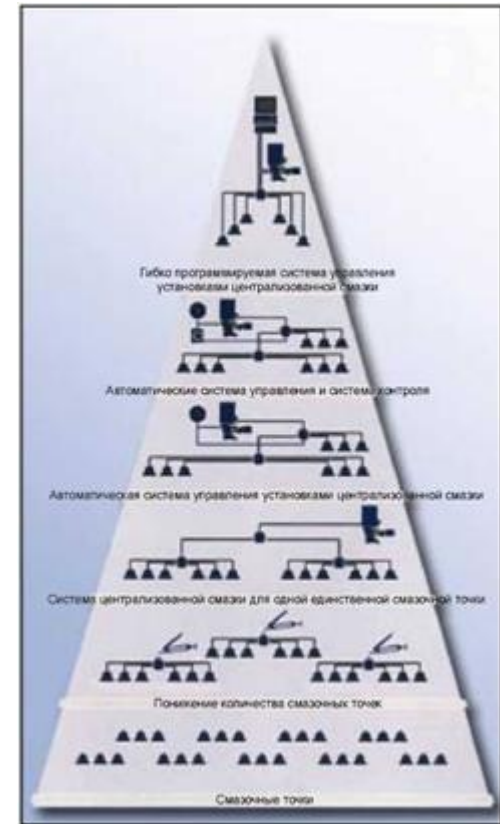 Гибко программируемая система управления
установками централизованной смазки
Автоматические система управления и система контроля
Автоматическая система управления установками централизованной смазки
Система централизованной смазки для одной единственной смазочной точки
Понижение количества смазочных точек
Смазочные точки